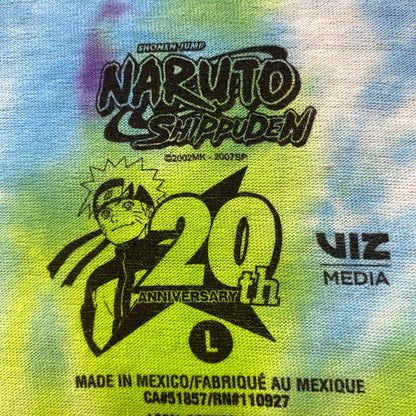 SHONEN JUMP
NARUTO
SHIPPUDEN
©2002MK - 2007SP
20th
ANNIVERSARY
VIZ
MEDIA
L
MADE IN MEXICO/FABRIQUÉ AU MEXIQUE
CA#51857/RN#110927